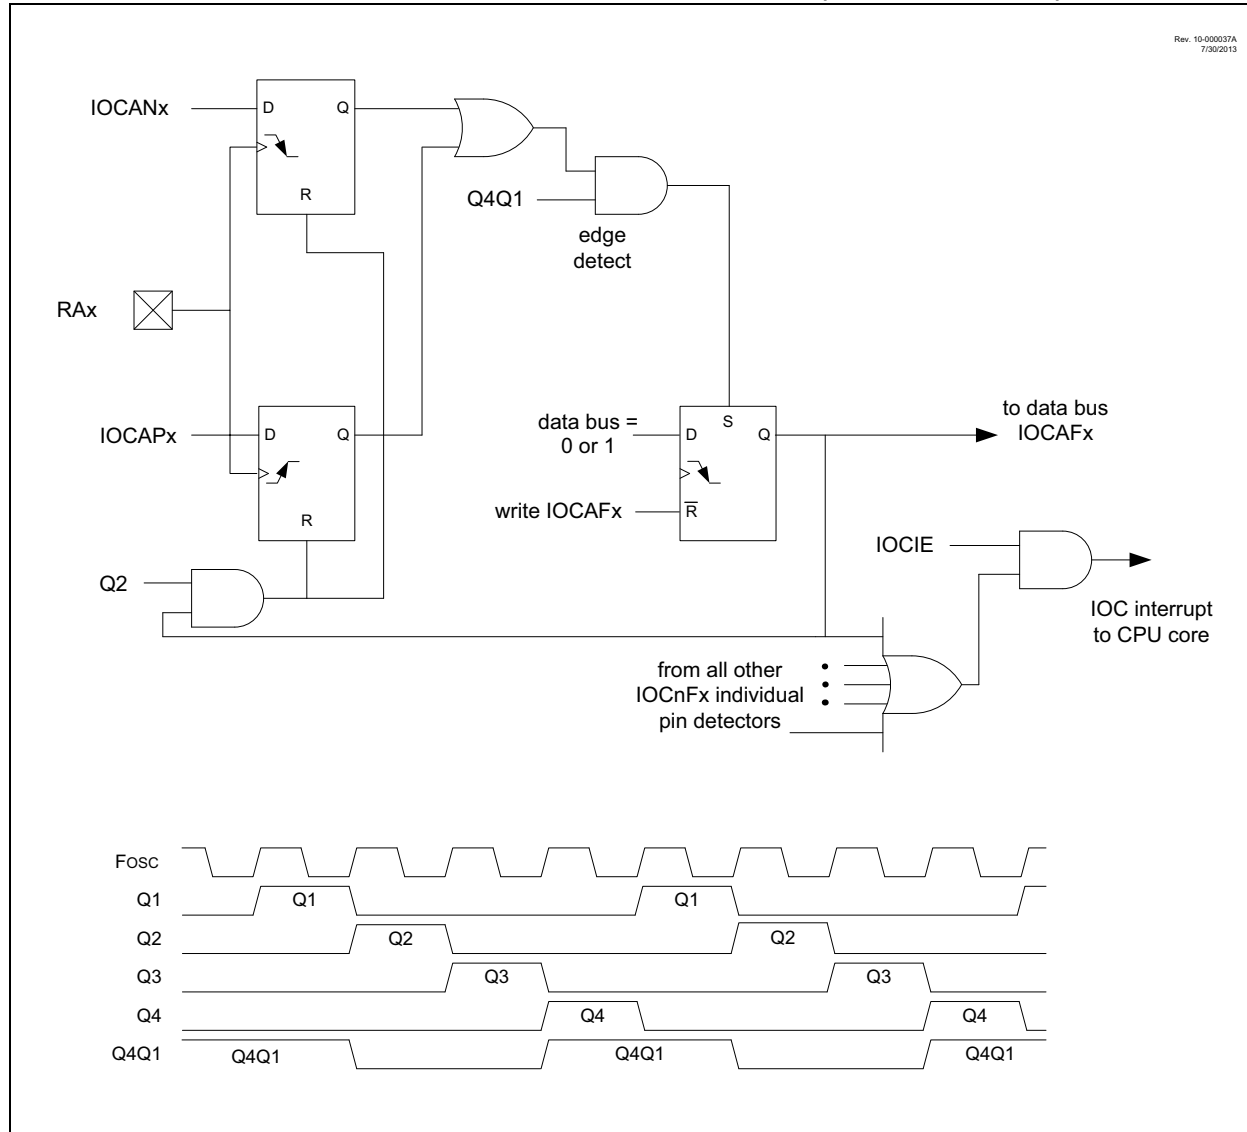 Rev. 10-000037A
7/30/2013
IOCANx
D
Q
R
Q4Q1
edge
detect
RAx
IOCAPx
D
Q
R
data bus =
0 or 1
S
D
Q
to data bus
IOCAFx
write IOCAFx
R
IOCIE
Q2
IOC interrupt
to CPU core
from all other
IOCnFx individual
pin detectors
FOSC
Q1
Q1
Q1
Q2
Q2
Q2
Q3
Q3
Q3
Q4
Q4
Q4
Q4Q1
Q4Q1
Q4Q1
Q4Q1